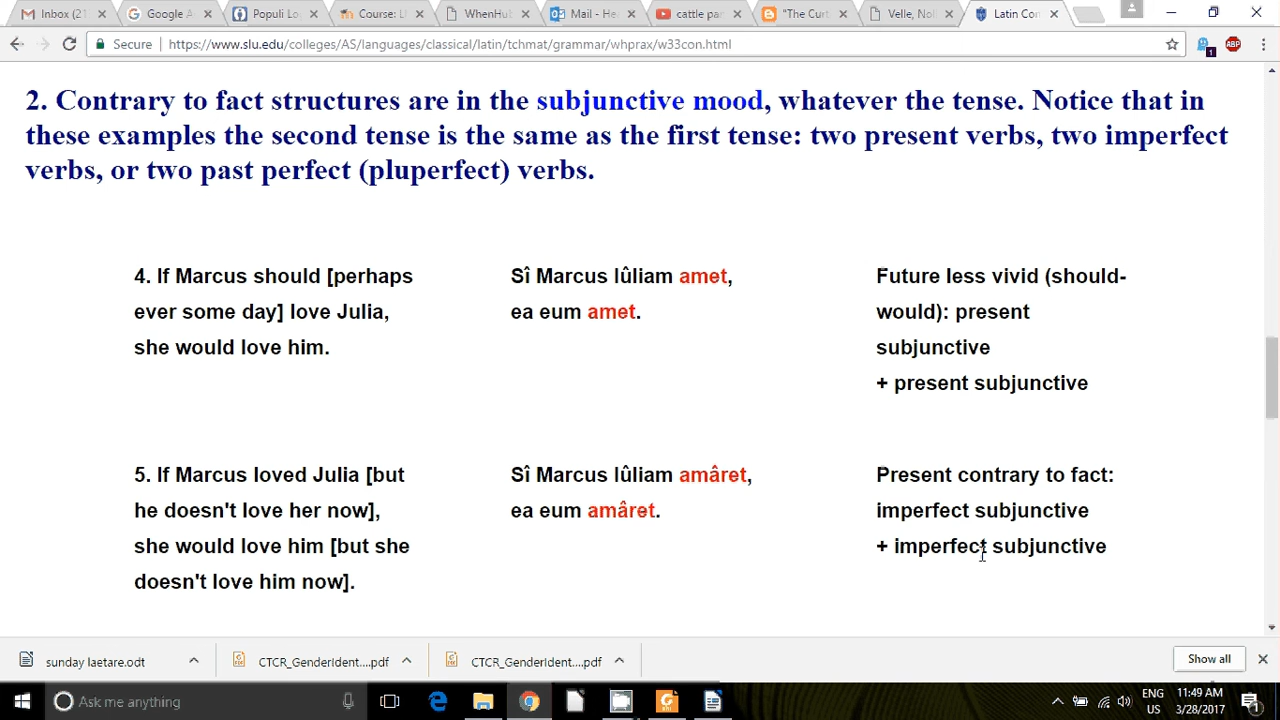 Inbox (21
Google A
Populi Lo
Course: L
WhenHul
Mail - He
cattle par
"The Curt
Velle, Nol
Latin Con
Secure
https://www.slu.edu/colleges/AS/languages/classical/latin/tchmat/grammar/whprax/w33con.html
1
ABP
2. Contrary to fact structures are in the subjunctive mood, whatever the tense. Notice that in
these examples the second tense is the same as the first tense: two present verbs, two imperfect
verbs, or two past perfect (pluperfect) verbs.
4. If Marcus should [perhaps
ever some day] love Julia,
she would love him.
Sî Marcus Iûliam amet,
ea eum amet.
Future less vivid (should-
would): present
subjunctive
+ present subjunctive
5. If Marcus loved Julia [but
he doesn't love her now],
she would love him [but she
doesn't love him now].
Sî Marcus Iûliam amâret,
ea eum amâret.
Present contrary to fact:
imperfect subjunctive
+ imperfect subjunctive
sunday laetare.odt
CTCR_GenderIdent....pdf
CTCR_GenderIdent....pdf
Show all
Ask me anything
ENG
US
11:49 AM
3/28/2017
1